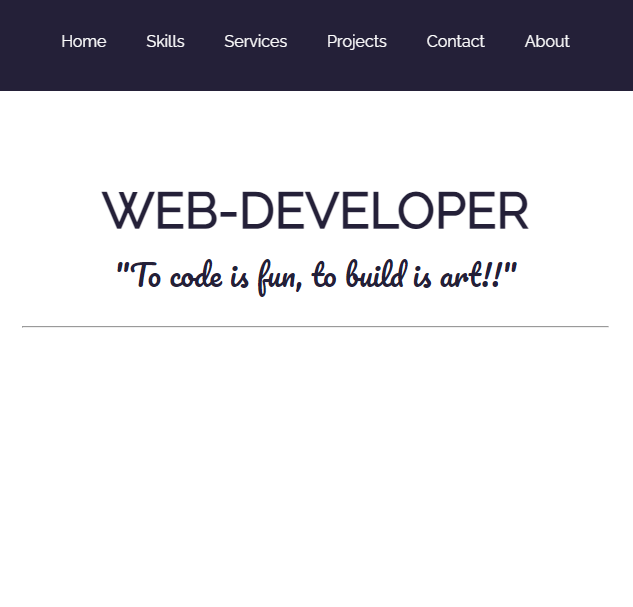 Home Skills Services Projects Contact About
WEB-DEVELOPER
"To code is fun, to build is art!!"